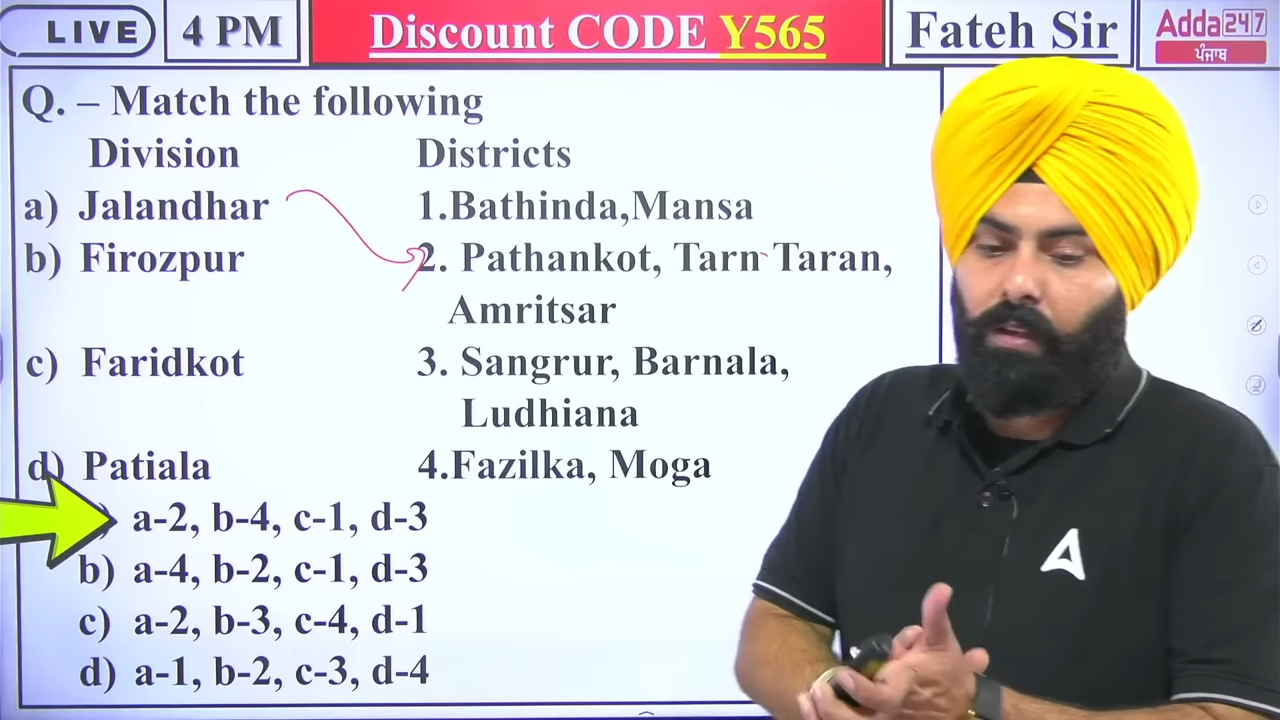 LIVE
4 PM
Discount CODE Y565
Fateh Sir
Adda247
ਪੰਜਾਬ
Q. – Match the following
Division Districts
a) Jalandhar 1.Bathinda,Mansa
b) Firozpur 2. Pathankot, Tarn Taran,
Amritsar
c) Faridkot 3. Sangrur, Barnala,
Ludhiana
d) Patiala 4.Fazilka, Moga
a-2, b-4, c-1, d-3
b) a-4, b-2, c-1, d-3
c) a-2, b-3, c-4, d-1
d) a-1, b-2, c-3, d-4